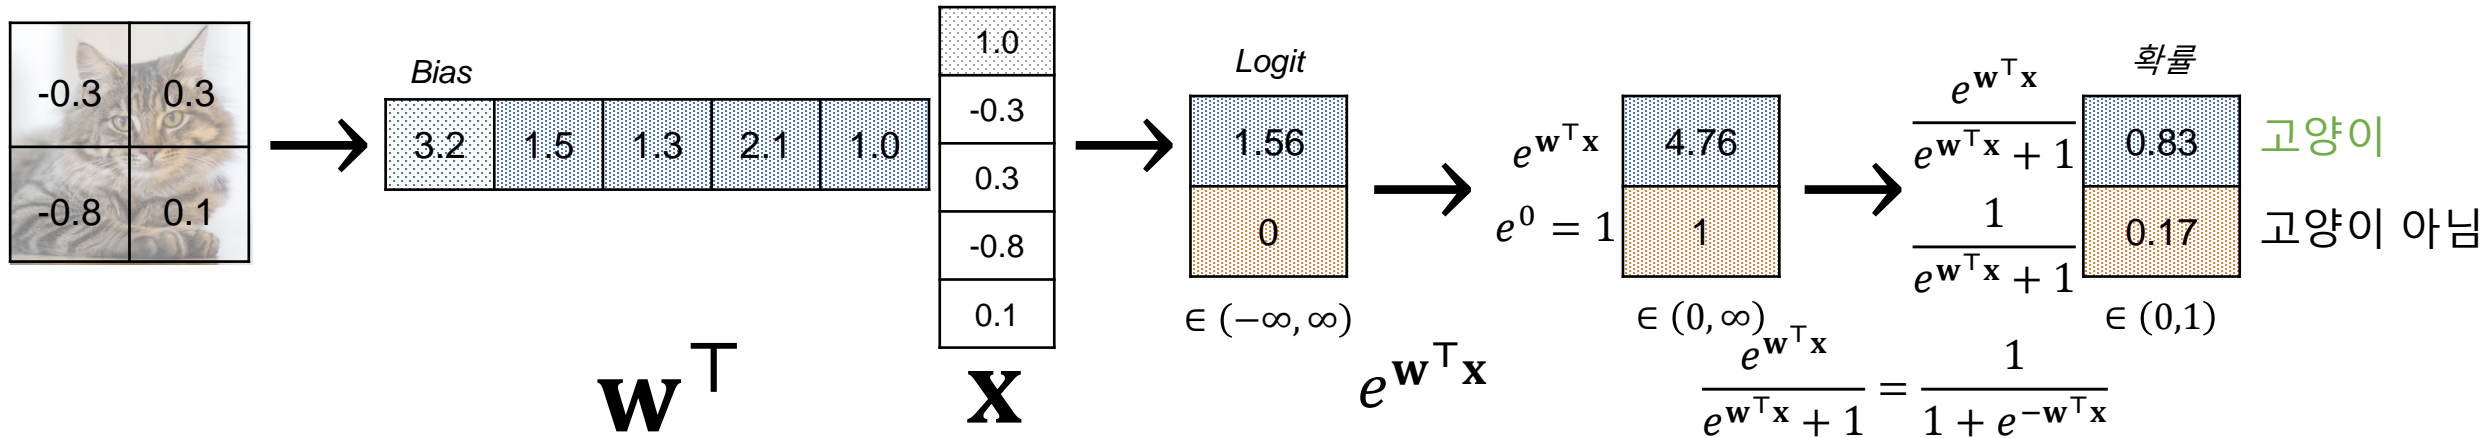 -0.3 0.3
-0.8 0.1
Bias
3.2 1.5 1.3 2.1 1.0
𝐰⊤
1.0
-0.3
0.3
-0.8
0.1
𝐱
Logit
1.56
0
∈ (−∞,∞)
e^{𝐰⊤𝐱}
e^{𝐰⊤𝐱} 4.76
e^0 = 1 1
∈ (0, ∞)
확률
e^{𝐰⊤𝐱} / (e^{𝐰⊤𝐱} + 1) 0.83 고양이
1 / (e^{𝐰⊤𝐱} + 1) 0.17 고양이 아님
∈ (0,1)
e^{𝐰⊤𝐱} / (e^{𝐰⊤𝐱} + 1) = 1 / (1 + e^{−𝐰⊤𝐱})